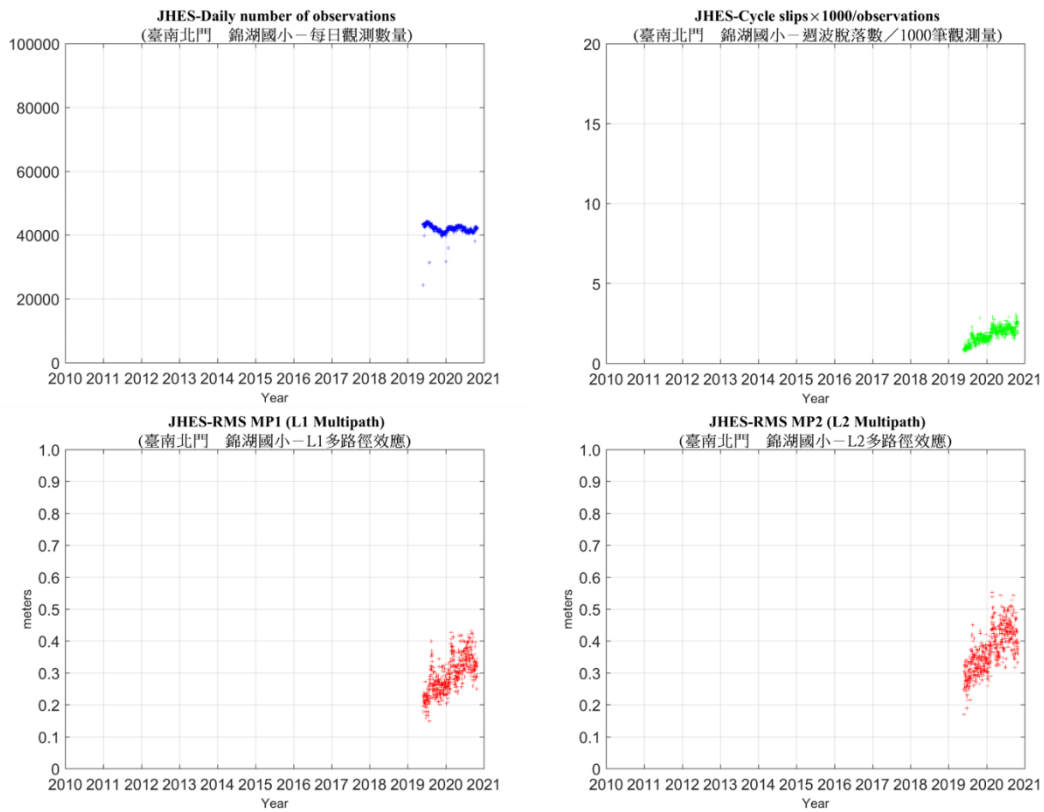 JHES-Daily number of observations
(臺南北門　錦湖國小－每日觀測數量)
100000
80000
60000
40000
20000
0
2010 2011 2012 2013 2014 2015 2016 2017 2018 2019 2020 2021
Year
JHES-Cycle slips×1000/observations
(臺南北門　錦湖國小－週波脫落數／1000筆觀測量)
20
15
10
5
0
2010 2011 2012 2013 2014 2015 2016 2017 2018 2019 2020 2021
Year
JHES-RMS MP1 (L1 Multipath)
(臺南北門　錦湖國小－L1多路徑效應)
1.0
0.9
0.8
0.7
0.6
0.5
0.4
0.3
0.2
0.1
0
meters
2010 2011 2012 2013 2014 2015 2016 2017 2018 2019 2020 2021
Year
JHES-RMS MP2 (L2 Multipath)
(臺南北門　錦湖國小－L2多路徑效應)
1.0
0.9
0.8
0.7
0.6
0.5
0.4
0.3
0.2
0.1
0
meters
2010 2011 2012 2013 2014 2015 2016 2017 2018 2019 2020 2021
Year